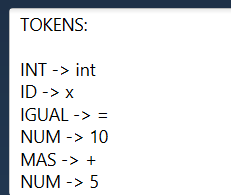 TOKENS:
INT -> int
ID -> x
IGUAL -> =
NUM -> 10
MAS -> +
NUM -> 5